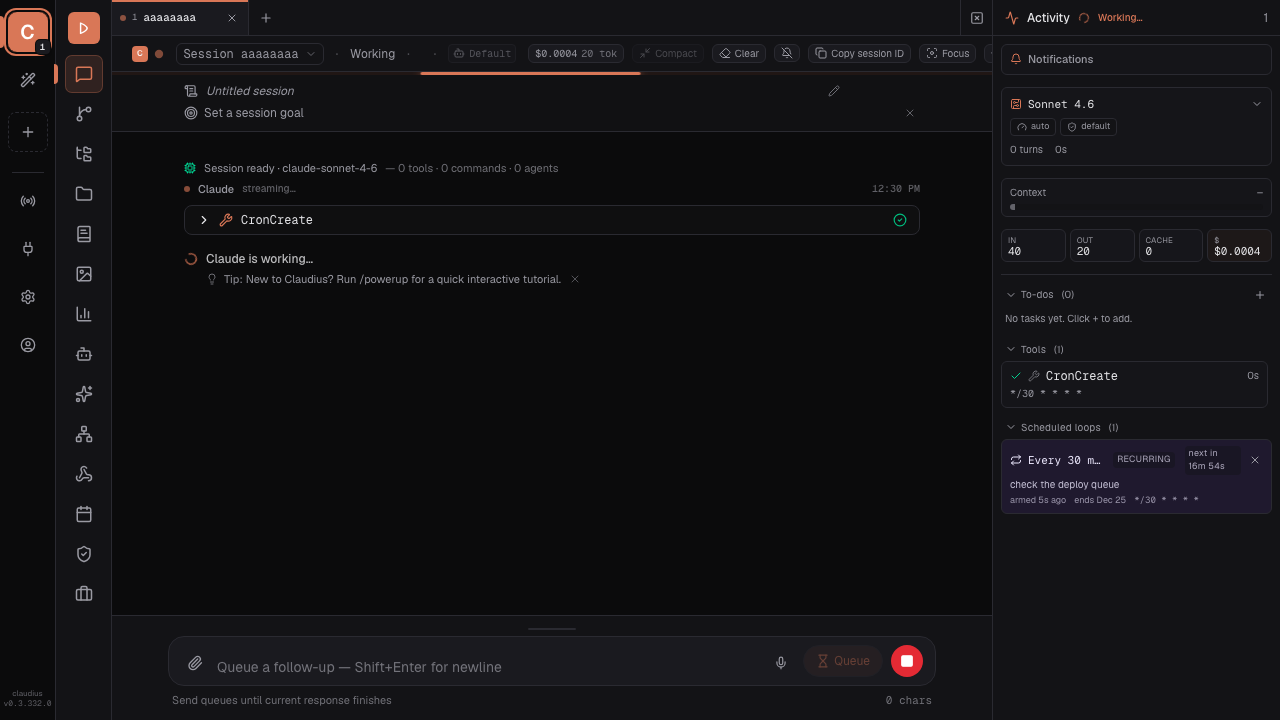 C
1
claudius
v0.3.332.0
1 aaaaaaaa
C
Session aaaaaaaa
· Working · ·
Default
$0.0004 20 tok
Compact
Clear
Copy session ID
Focus
Untitled session
Set a session goal
Session ready · claude-sonnet-4-6 — 0 tools · 0 commands · 0 agents
Claude streaming… 12:30 PM
CronCreate
Claude is working…
Tip: New to Claudius? Run /powerup for a quick interactive tutorial.
Queue a follow-up — Shift+Enter for newline
Queue
Send queues until current response finishes
0 chars
Activity Working… 1
Notifications
Sonnet 4.6
auto default
0 turns 0s
Context –
IN
40
OUT
20
CACHE
0
$
$0.0004
To-dos (0)
No tasks yet. Click + to add.
Tools (1)
CronCreate 0s
*/30 * * * *
Scheduled loops (1)
Every 30 m… RECURRING
next in
16m 54s
check the deploy queue
armed 5s ago ends Dec 25 */30 * * * *